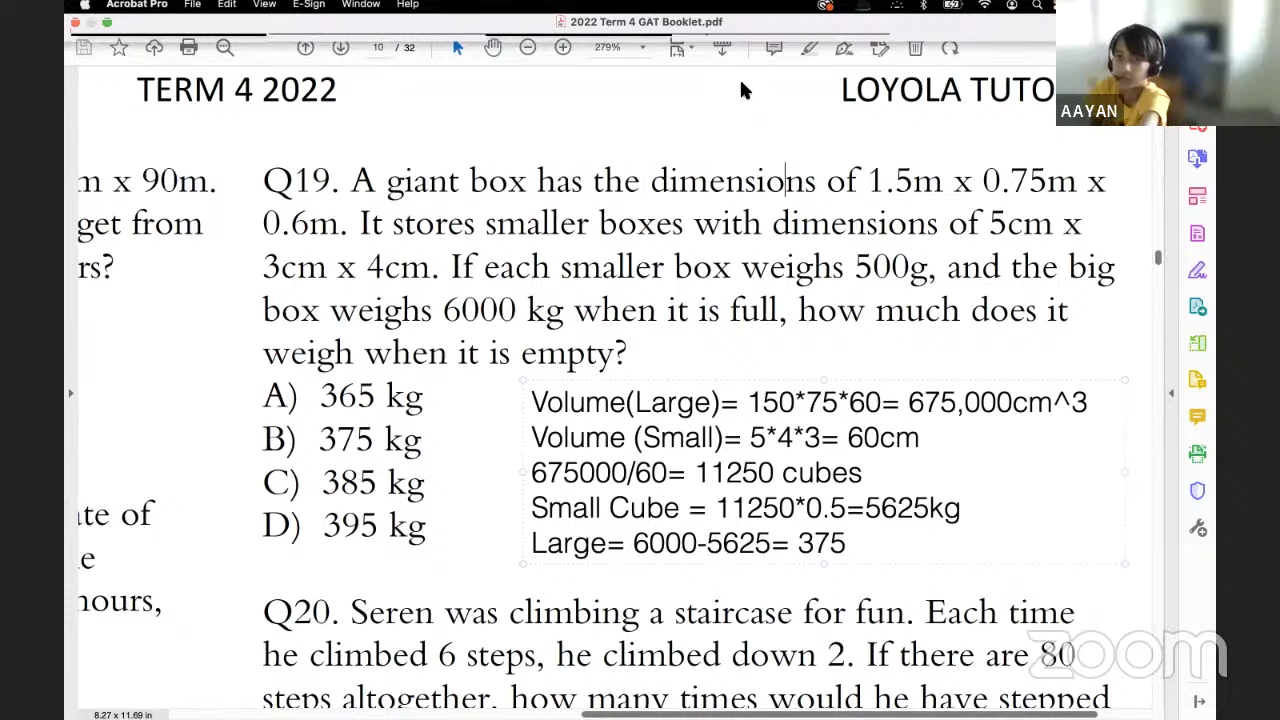 Acrobat Pro File Edit View E-Sign Window Help
2022 Term 4 GAT Booklet.pdf
10 / 32 279%
TERM 4 2022 LOYOLA TUTO
AAYAN
m x 90m.
get from
rs?
ate of
e
hours,
Q19. A giant box has the dimensions of 1.5m x 0.75m x
0.6m. It stores smaller boxes with dimensions of 5cm x
3cm x 4cm. If each smaller box weighs 500g, and the big
box weighs 6000 kg when it is full, how much does it
weigh when it is empty?
A) 365 kg
B) 375 kg
C) 385 kg
D) 395 kg
Volume(Large)= 150*75*60= 675,000cm^3
Volume (Small)= 5*4*3= 60cm
675000/60= 11250 cubes
Small Cube = 11250*0.5=5625kg
Large= 6000-5625= 375
Q20. Seren was climbing a staircase for fun. Each time
he climbed 6 steps, he climbed down 2. If there are 80
steps altogether, how many times would he have stepped
zoom
8.27 x 11.69 in